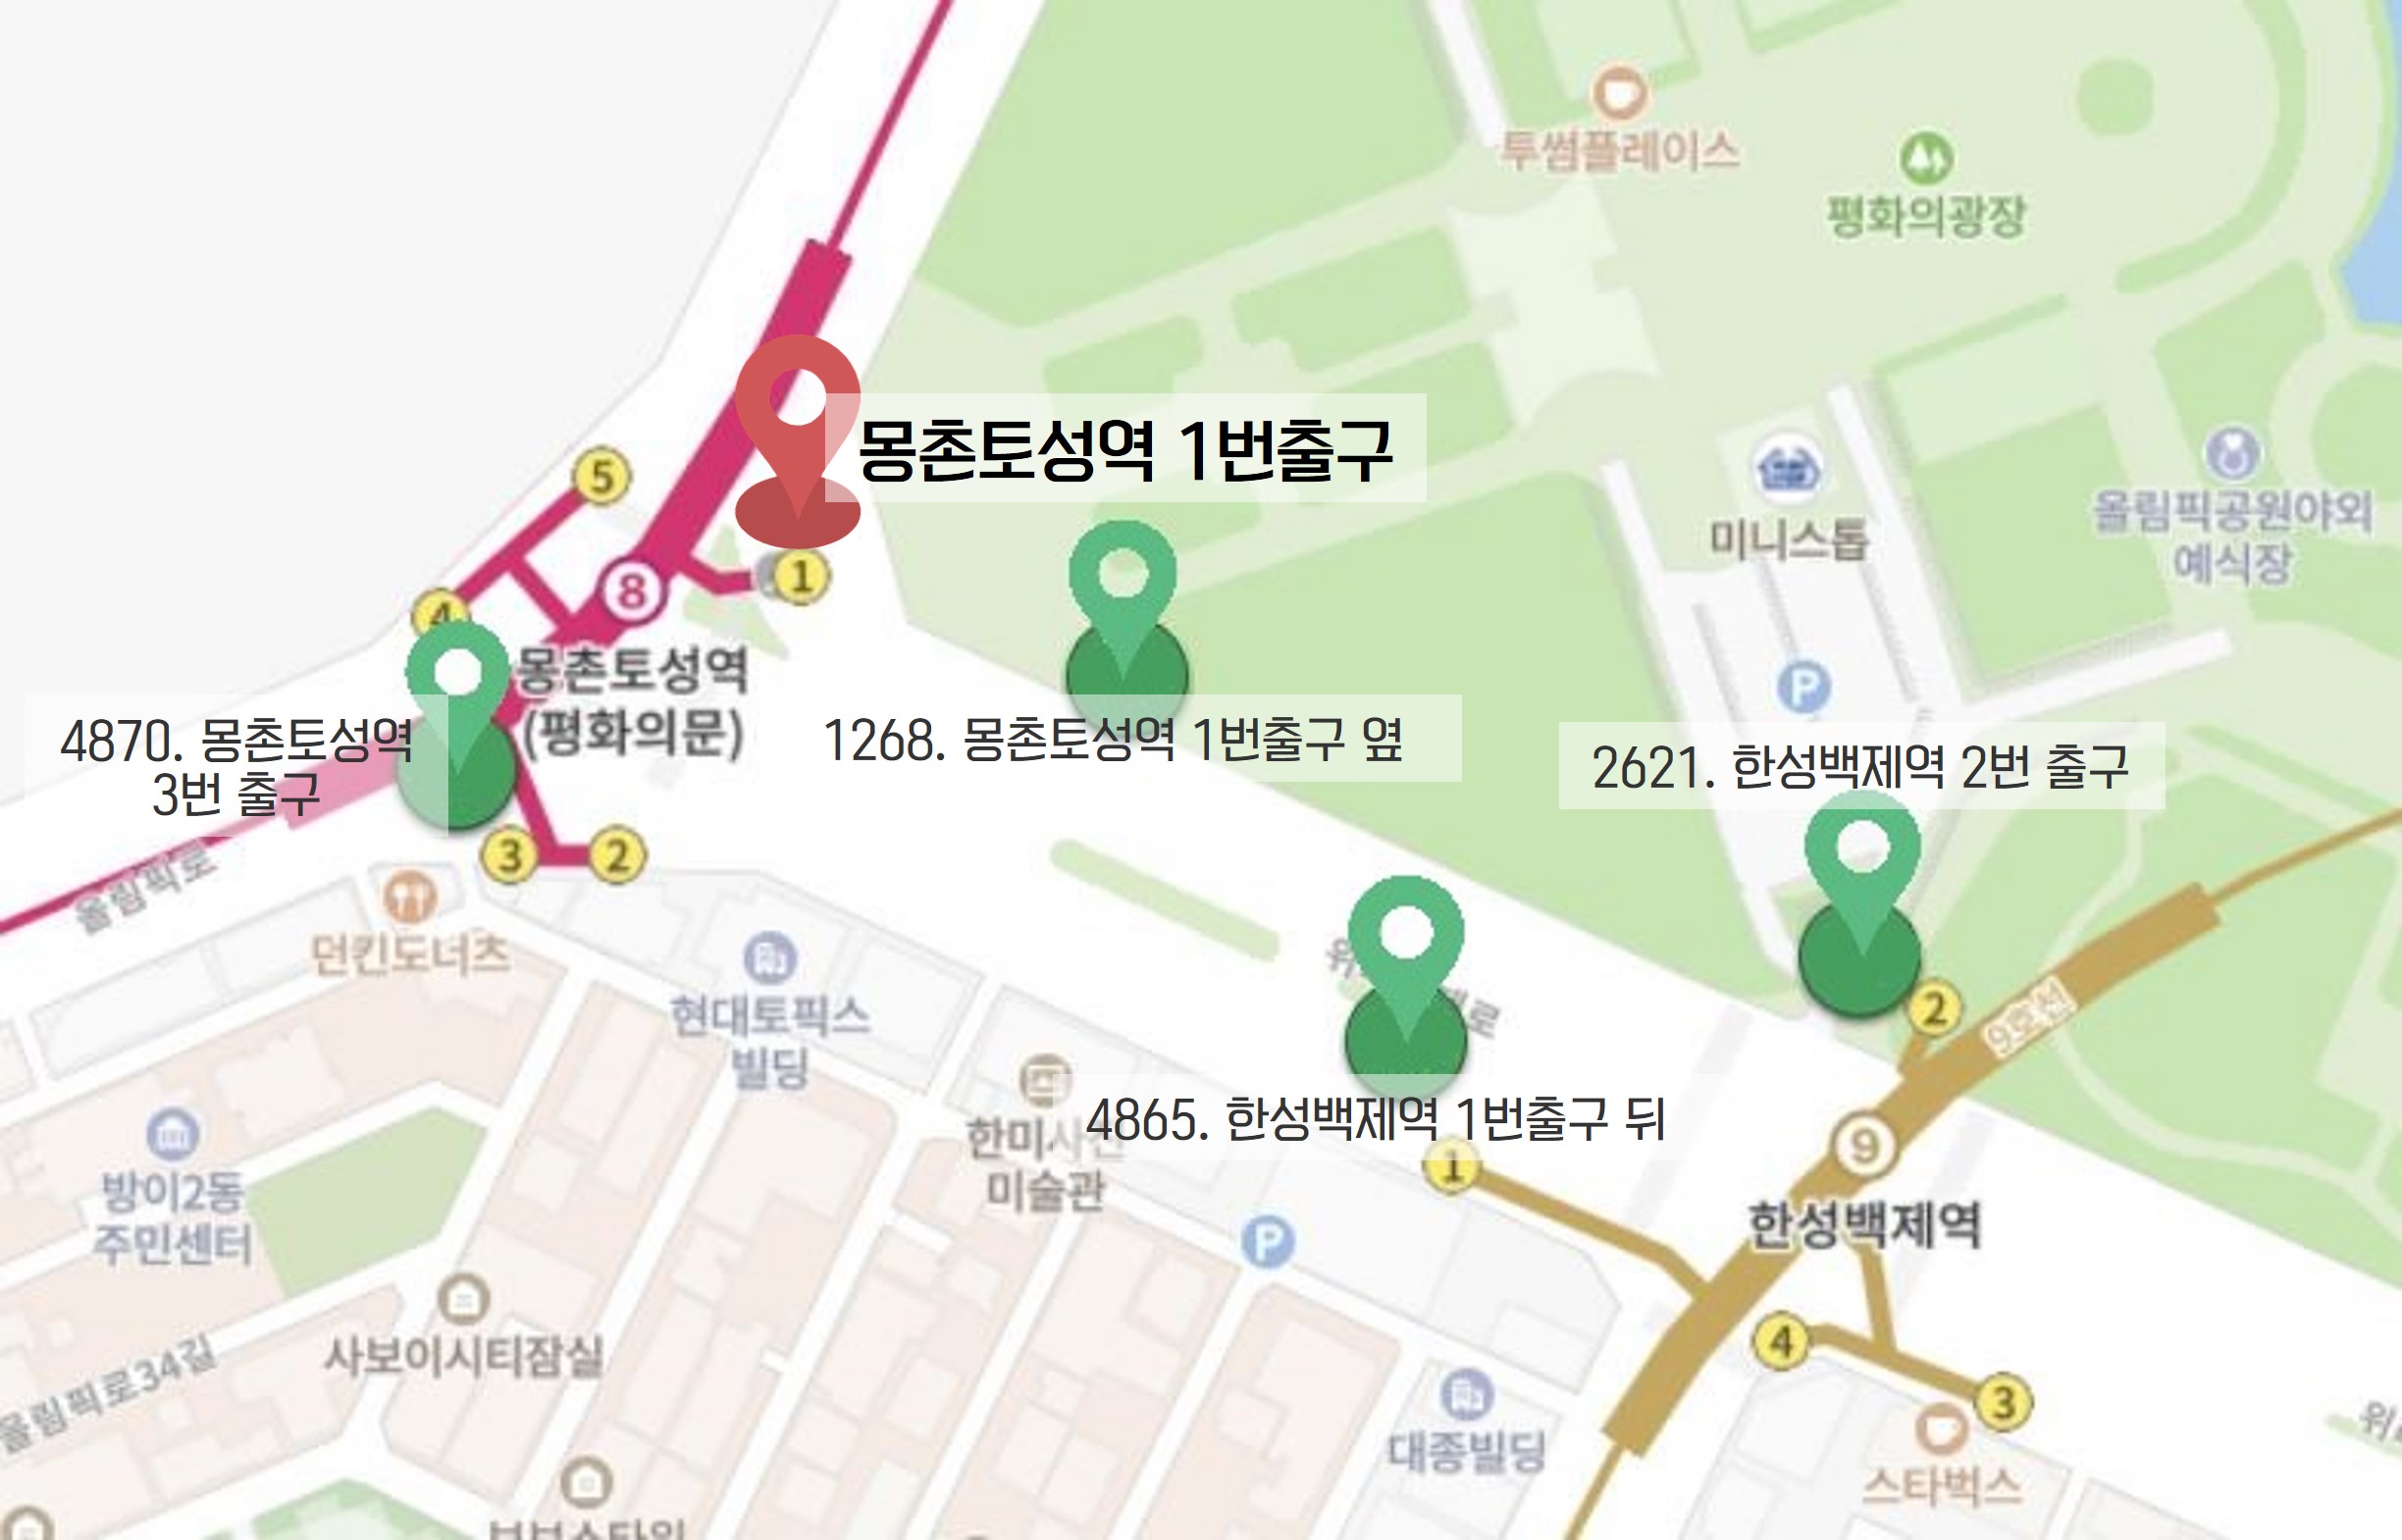 투썸플레이스
평화의광장
몽촌토성역 1번출구
5
미니스톱
올림픽공원야외
예식장
1
8
4
몽촌토성역
(평화의문)
P
4870. 몽촌토성역
3번 출구
1268. 몽촌토성역 1번출구 옆
2621. 한성백제역 2번 출구
3
2
올림픽로
던킨도너츠
현대토픽스
빌딩
2
9호선
4865. 한성백제역 1번출구 뒤
한미사진
미술관
1
9
방이2동
주민센터
한성백제역
P
4
3
사보이시티잠실
올림픽로34길
대종빌딩
스타벅스